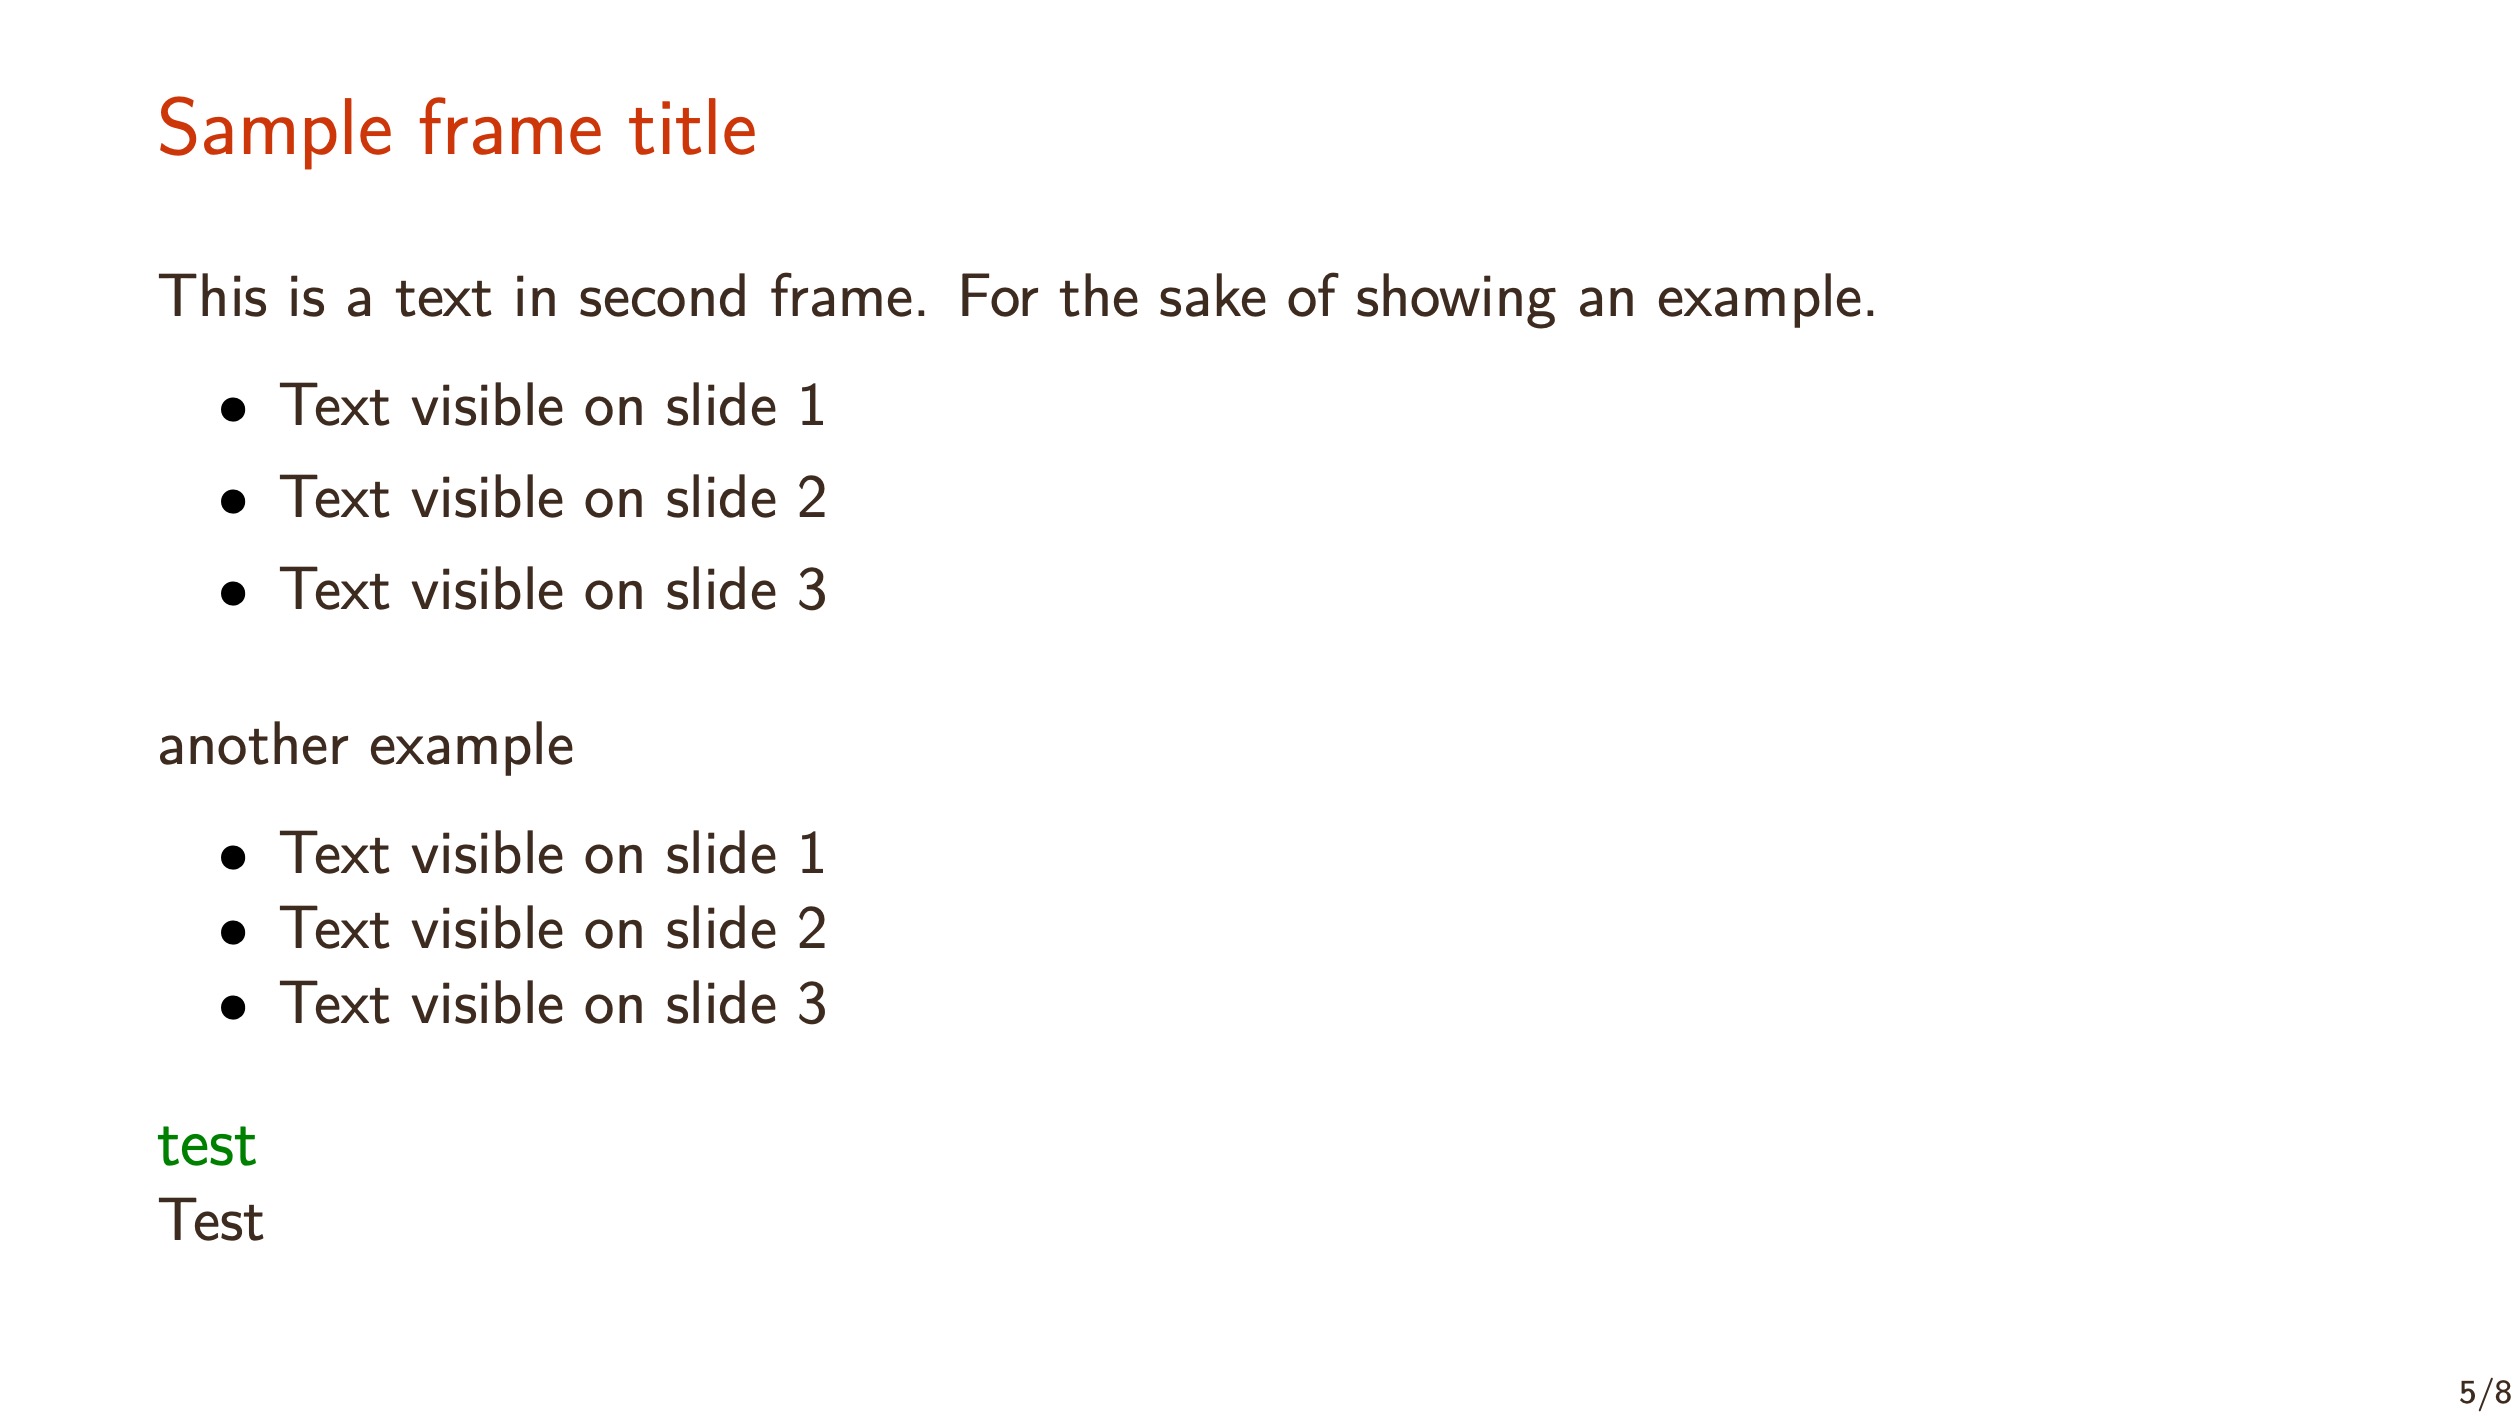 Sample frame title
This is a text in second frame. For the sake of showing an example.
• Text visible on slide 1
• Text visible on slide 2
• Text visible on slide 3
another example
• Text visible on slide 1
• Text visible on slide 2
• Text visible on slide 3
test
Test
5/8